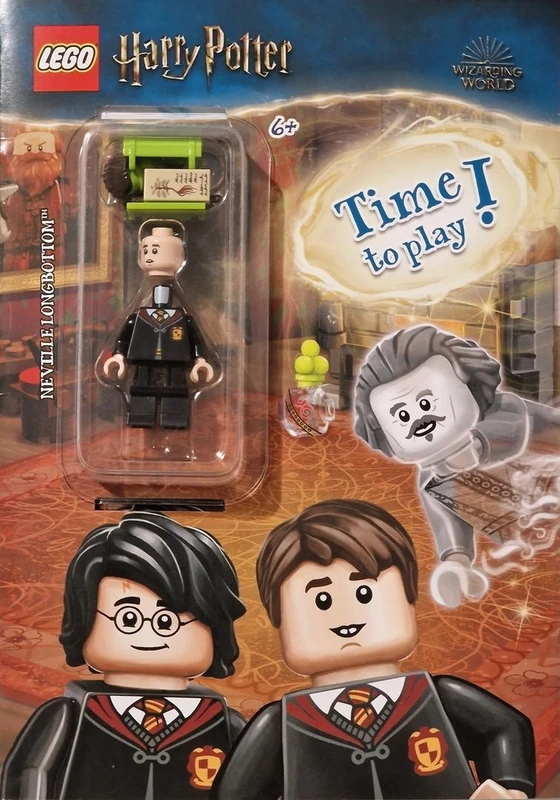 LEGO
Harry Potter
WIZARDING
WORLD
6+
Time!
to play
NEVILLE LONGBOTTOM™